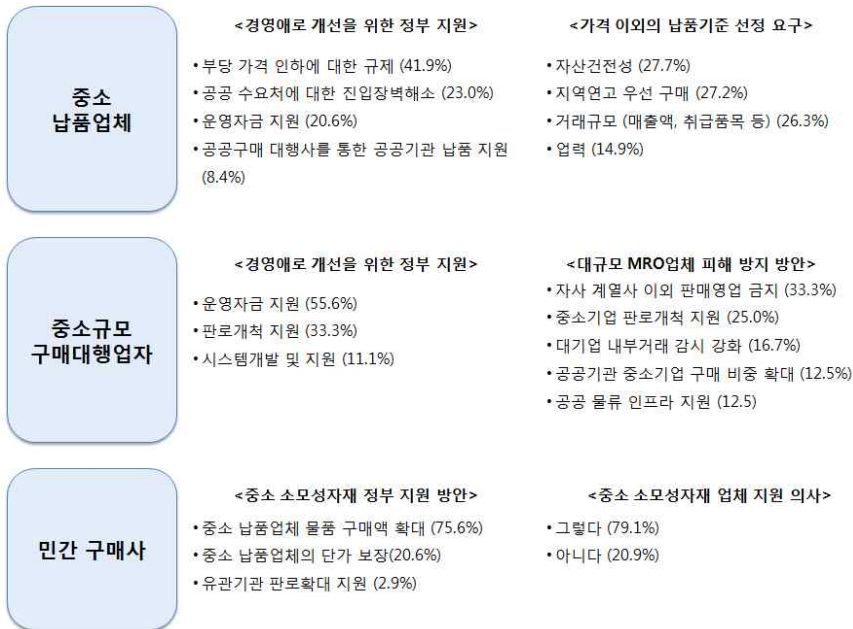 중소
납품업체
<경영애로 개선을 위한 정부 지원>
• 부당 가격 인하에 대한 규제 (41.9%)
• 공공 수요처에 대한 진입장벽해소 (23.0%)
• 운영자금 지원 (20.6%)
• 공공구매 대행사를 통한 공공기관 납품 지원
(8.4%)
<가격 이외의 납품기준 선정 요구>
• 자산건전성 (27.7%)
• 지역연고 우선 구매 (27.2%)
• 거래규모 (매출액, 취급품목 등) (26.3%)
• 업력 (14.9%)
중소규모
구매대행업자
<경영애로 개선을 위한 정부 지원>
• 운영자금 지원 (55.6%)
• 판로개척 지원 (33.3%)
• 시스템개발 및 지원 (11.1%)
<대규모 MRO업체 피해 방지 방안>
• 자사 계열사 이외 판매영업 금지 (33.3%)
• 중소기업 판로개척 지원 (25.0%)
• 대기업 내부거래 감시 강화 (16.7%)
• 공공기관 중소기업 구매 비중 확대 (12.5%)
• 공공 물류 인프라 지원 (12.5)
민간 구매사
<중소 소모성자재 정부 지원 방안>
• 중소 납품업체 물품 구매액 확대 (75.6%)
• 중소 납품업체의 단가 보장(20.6%)
• 유관기관 판로확대 지원 (2.9%)
<중소 소모성자재 업체 지원 의사>
• 그렇다 (79.1%)
• 아니다 (20.9%)